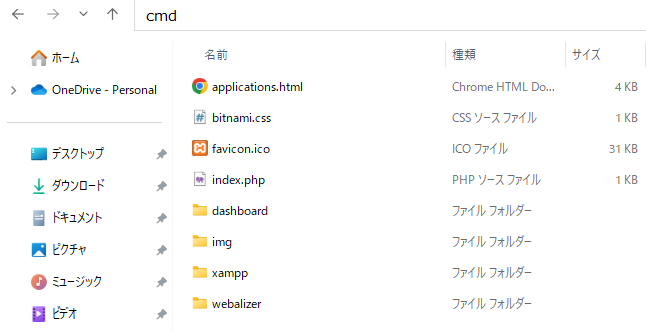 cmd
名前 種類 サイズ
ホーム
OneDrive - Personal
デスクトップ
ダウンロード
ドキュメント
ピクチャ
ミュージック
ビデオ
applications.html Chrome HTML Do... 4 KB
bitnami.css CSS ソース ファイル 1 KB
favicon.ico ICO ファイル 31 KB
index.php PHP ソース ファイル 1 KB
dashboard ファイル フォルダー
img ファイル フォルダー
xampp ファイル フォルダー
webalizer ファイル フォルダー